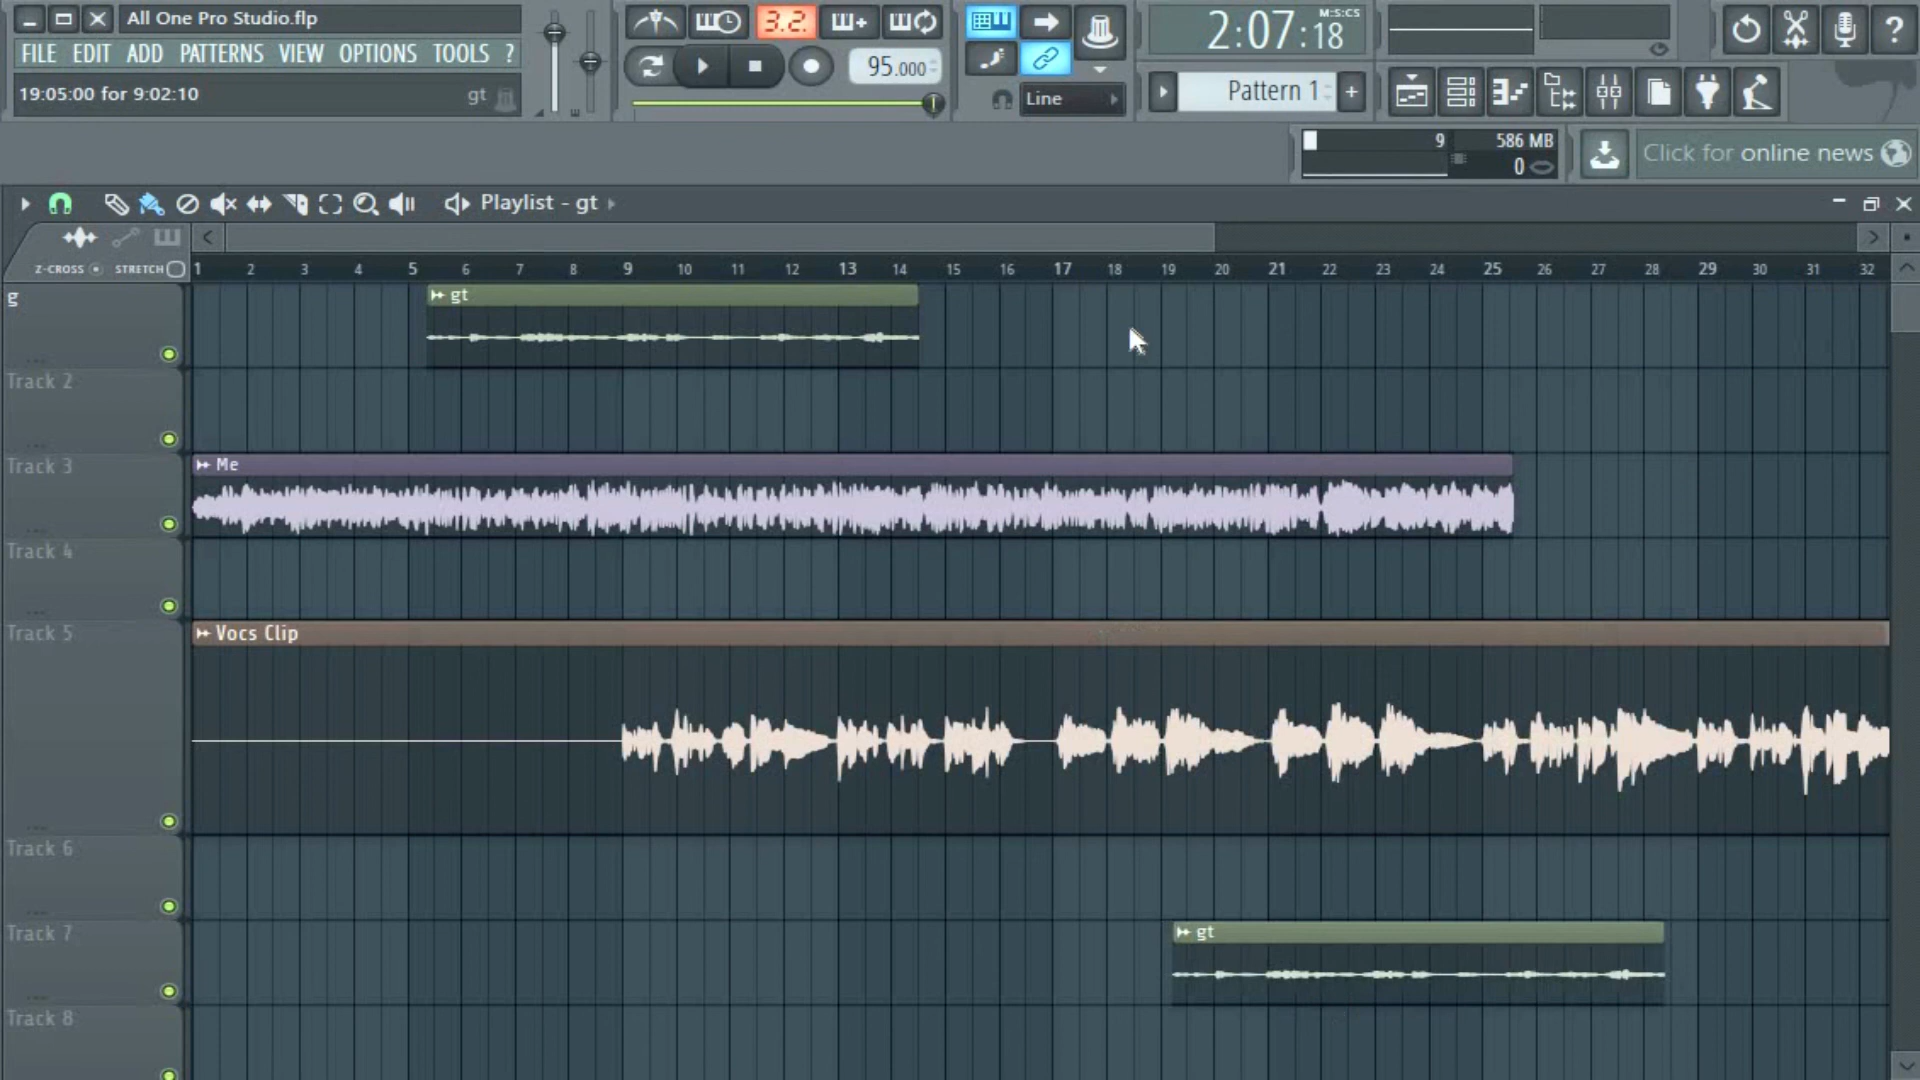 All One Pro Studio.flp
FILE EDIT ADD PATTERNS VIEW OPTIONS TOOLS ?
19:05:00 for 9:02:10 gt
3.2.
95.000
Line
2:07:18 M:S:CS
Pattern 1 +
?
9 586 MB
0
Click for online news
Playlist - gt
Z-CROSS STRETCH
1 2 3 4 5 6 7 8 9 10 11 12 13 14 15 16 17 18 19 20 21 22 23 24 25 26 27 28 29 30 31 32
g
gt
Track 2
Track 3
Me
Track 4
Track 5
Vocs Clip
Track 6
Track 7
gt
Track 8